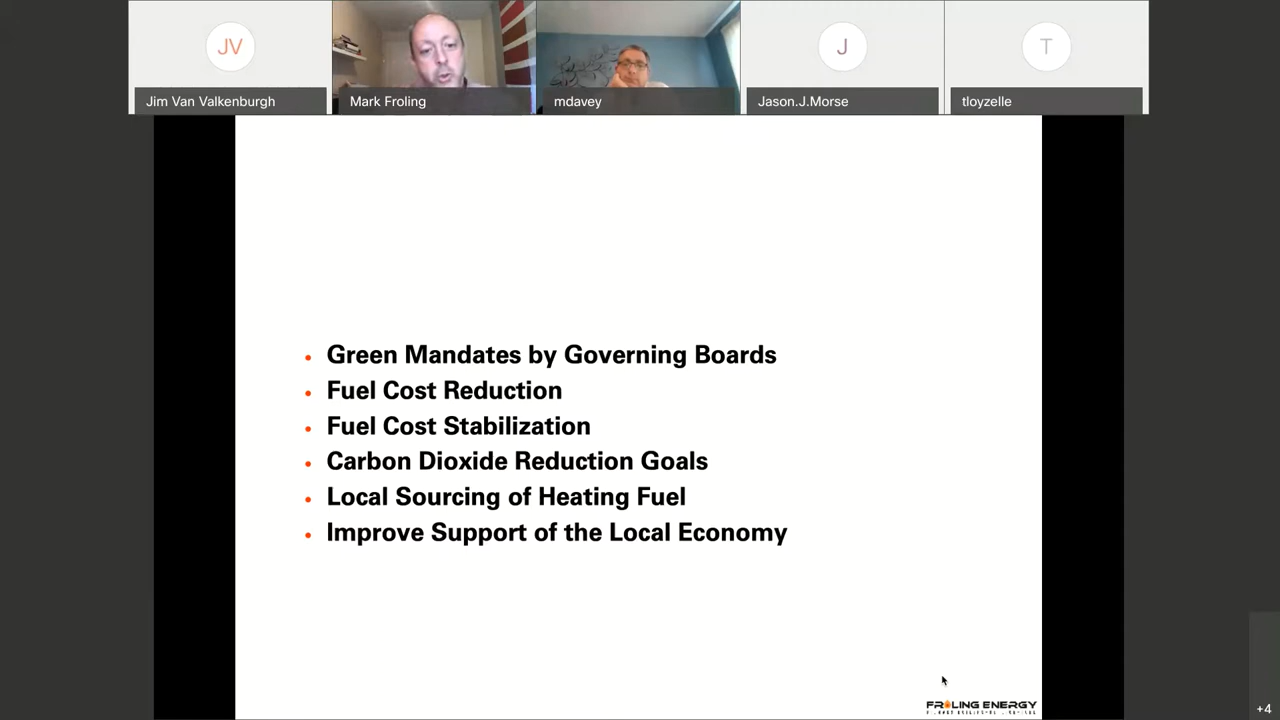 JV
J
T
Jim Van Valkenburgh
Mark Froling
mdavey
Jason.J.Morse
tloyzelle
• Green Mandates by Governing Boards
• Fuel Cost Reduction
• Fuel Cost Stabilization
• Carbon Dioxide Reduction Goals
• Local Sourcing of Heating Fuel
• Improve Support of the Local Economy
FROLING ENERGY
+4